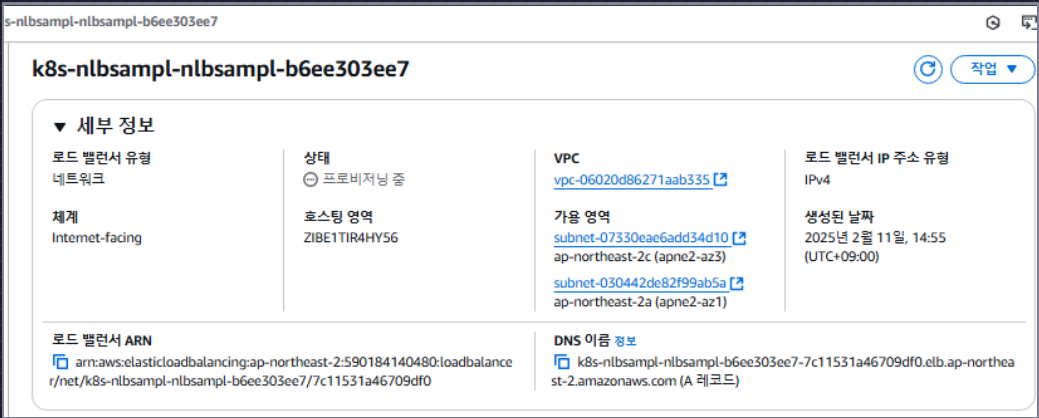 s-nlbsampl-nlbsampl-b6ee303ee7
k8s-nlbsampl-nlbsampl-b6ee303ee7
작업 ▼
▼ 세부 정보
로드 밸런서 유형
네트워크
상태
프로비저닝 중
VPC
vpc-06020d86271aab335
로드 밸런서 IP 주소 유형
IPv4
체계
Internet-facing
호스팅 영역
ZIBE1TIR4HY56
가용 영역
subnet-07330eae6add34d10
ap-northeast-2c (apne2-az3)
subnet-030442de82f99ab5a
ap-northeast-2a (apne2-az1)
생성된 날짜
2025년 2월 11일, 14:55
(UTC+09:00)
로드 밸런서 ARN
arn:aws:elasticloadbalancing:ap-northeast-2:590184140480:loadbalance
r/net/k8s-nlbsampl-nlbsampl-b6ee303ee7/7c11531a46709df0
DNS 이름 정보
k8s-nlbsampl-nlbsampl-b6ee303ee7-7c11531a46709df0.elb.ap-northea
st-2.amazonaws.com (A 레코드)